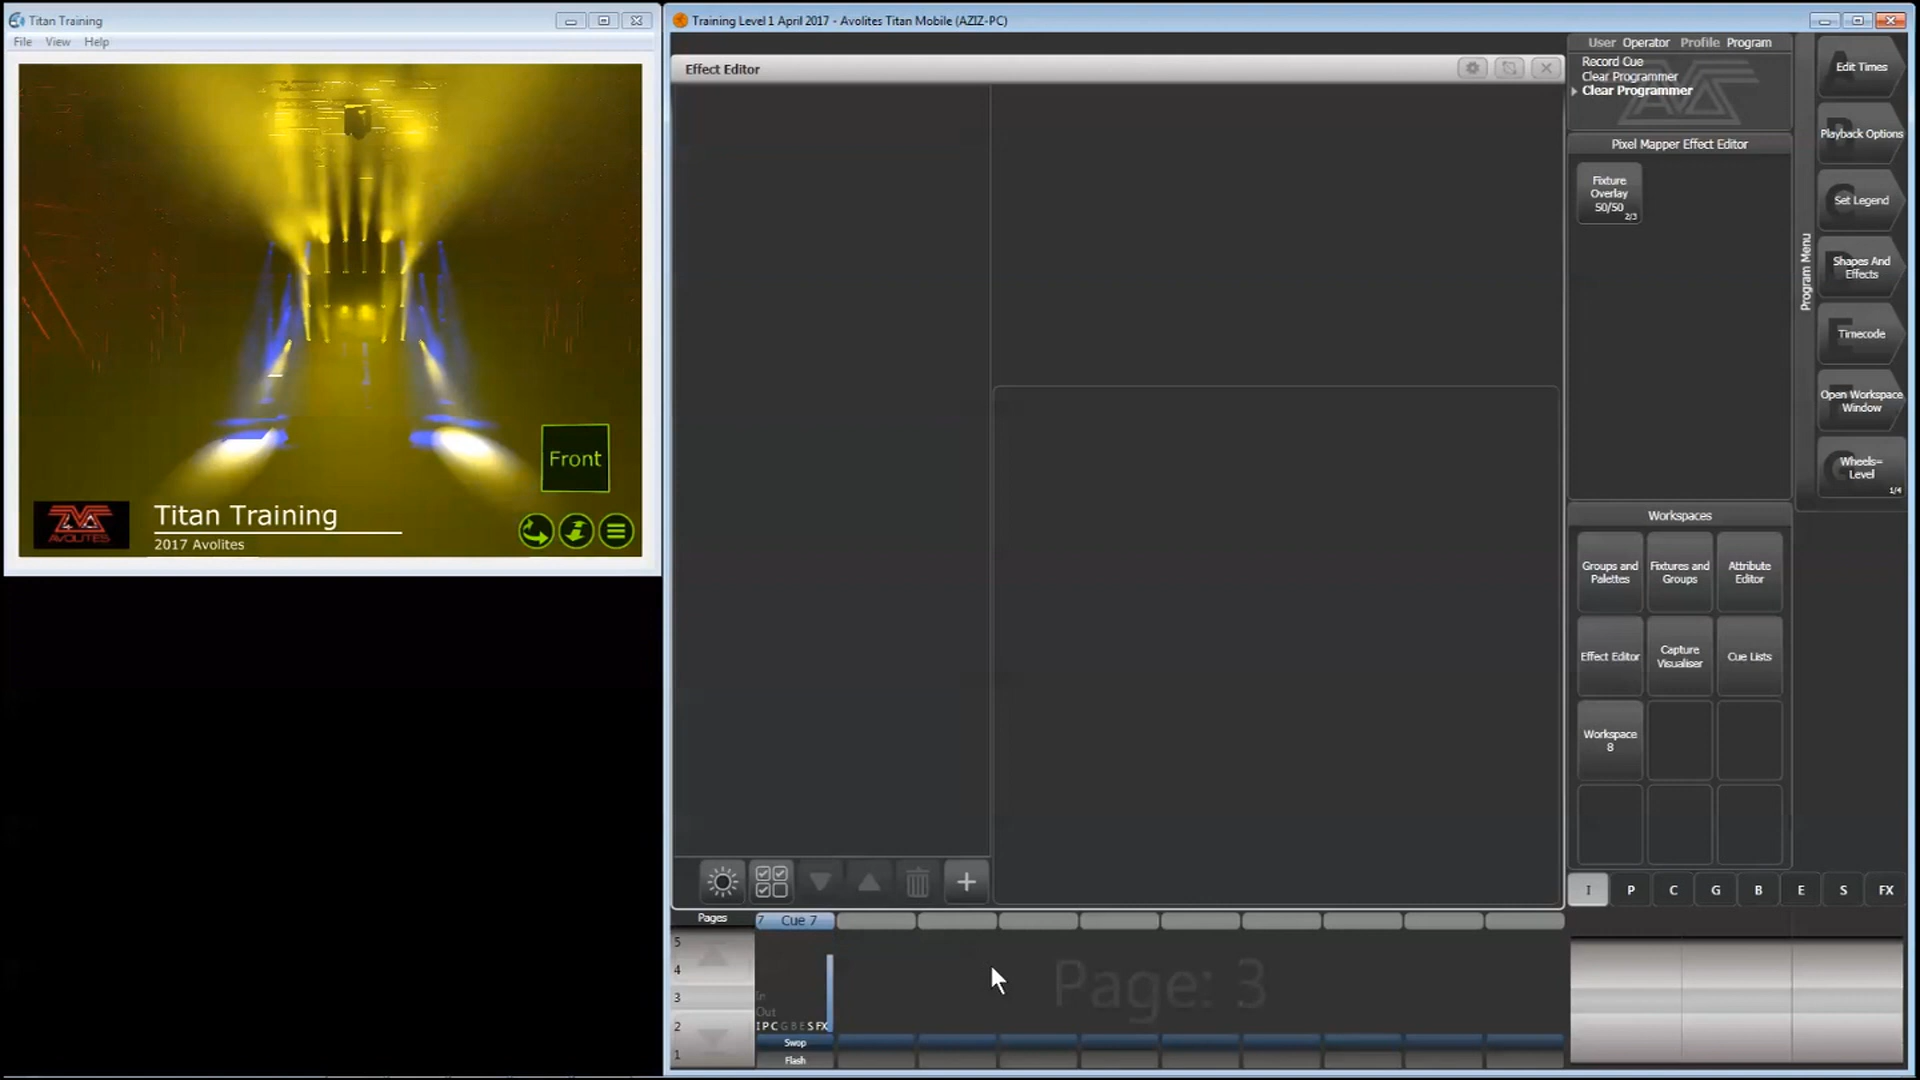 Titan Training
File View Help
Front
AVOLITES
Titan Training
2017 Avolites
Training Level 1 April 2017 - Avolites Titan Mobile (AZIZ-PC)
Effect Editor
User Operator Profile Program
Record Cue
Clear Programmer
Clear Programmer
Pixel Mapper Effect Editor
Fixture
Overlay
50/50
2/3
Program Menu
Edit Times
Playback Options
Set Legend
Shapes And
Effects
Timecode
Open Workspace
Window
Wheels=
Level
1/4
Workspaces
Groups and
Palettes
Fixtures and
Groups
Attribute
Editor
Effect Editor
Capture
Visualiser
Cue Lists
Workspace
8
I P C G B E S FX
Pages
5
4
3
2
1
7 Cue 7
In
Out
I P C G B E S FX
Swop
Flash
Page: 3